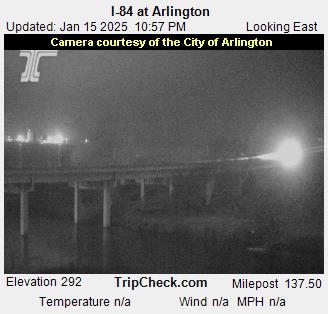 I-84 at Arlington
Updated: Jan 15 2025 10:57 PM Looking East
Camera courtesy of the City of Arlington
Elevation 292 TripCheck.com Milepost 137.50
Temperature n/a Wind n/a MPH n/a